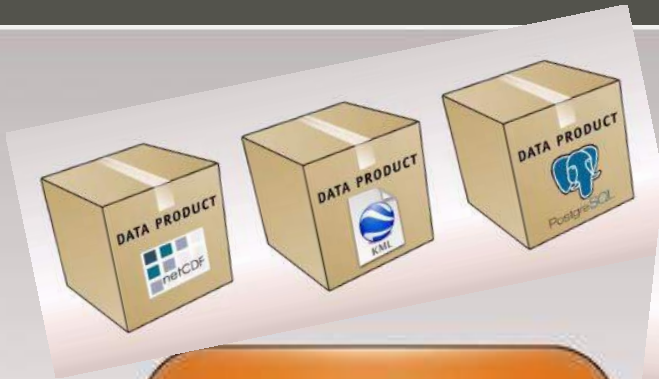 DATA PRODUCT
netCDF
DATA PRODUCT
KML
DATA PRODUCT
PostgreSQL